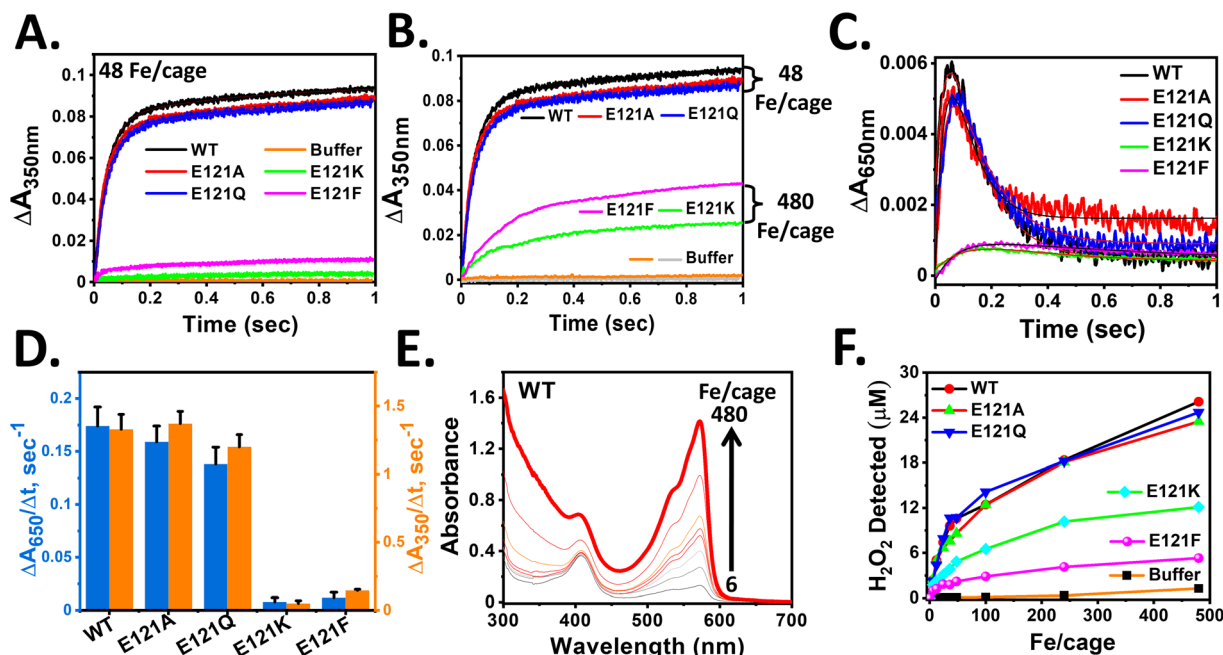 A.
48 Fe/cage
ΔA350nm
0.1
0.08
0.06
0.04
0.02
0
WT
E121A
E121Q
Buffer
E121K
E121F
0 0.2 0.4 0.6 0.8 1
Time (sec)
B.
ΔA350nm
0.1
0.08
0.06
0.04
0.02
0
48
Fe/cage
WT E121A E121Q
E121F E121K
480
Fe/cage
Buffer
0 0.2 0.4 0.6 0.8 1
Time (sec)
C.
ΔA650nm
0.006
0.004
0.002
0
WT
E121A
E121Q
E121K
E121F
0 0.2 0.4 0.6 0.8 1
Time (sec)
D.
ΔA650/Δt, sec-1
0.2
0.15
0.1
0.05
0
1.5
1
0.5
0
ΔA350/Δt, sec-1
WT E121A E121Q E121K E121F
E.
WT
Fe/cage
480
6
Absorbance
1.6
1.2
0.8
0.4
0.0
300 400 500 600 700
Wavelength (nm)
F.
H2O2 Detected (μM)
30
24
18
12
6
0
WT
E121A
E121Q
E121K
E121F
Buffer
0 100 200 300 400 500
Fe/cage